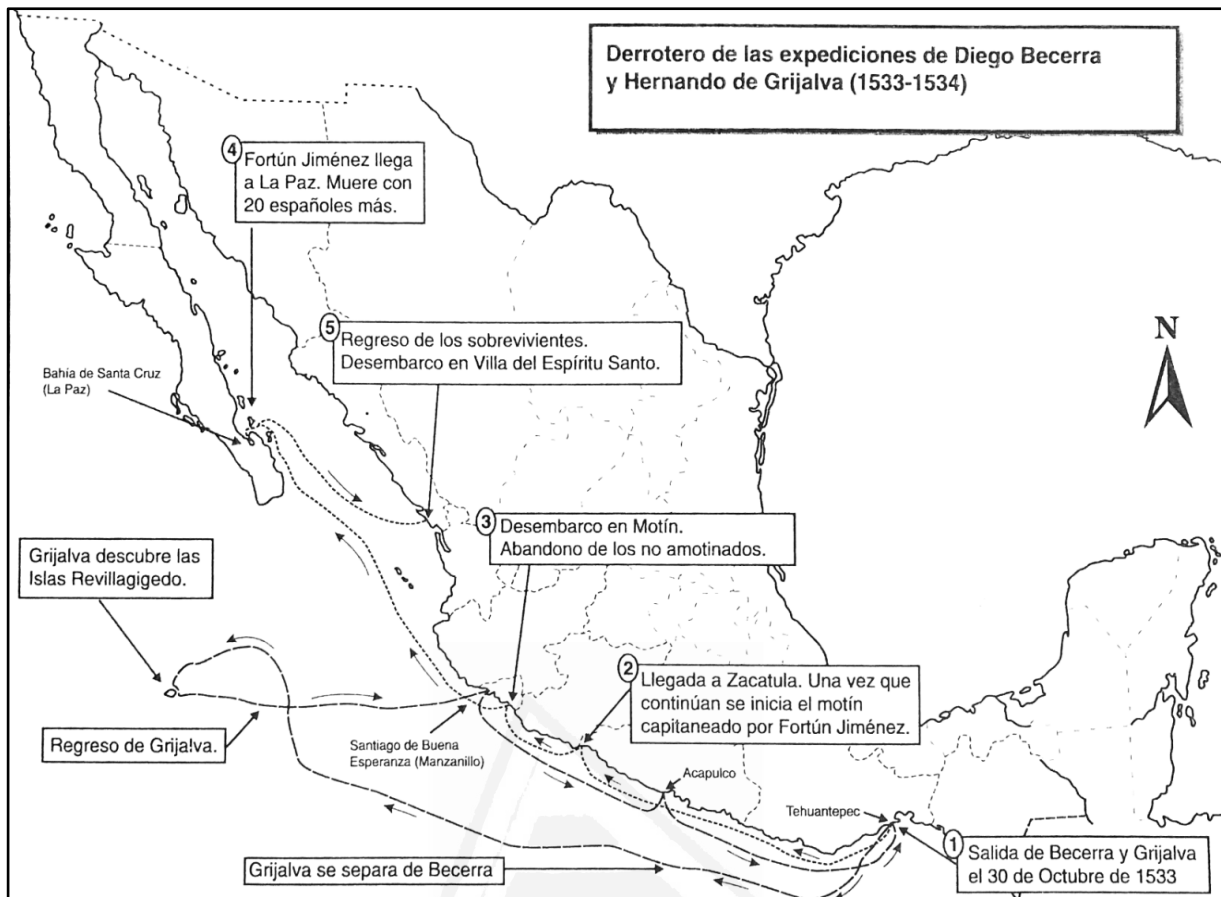 Derrotero de las expediciones de Diego Becerra
y Hernando de Grijalva (1533-1534)
4
Fortún Jiménez llega
a La Paz. Muere con
20 españoles más.
5
Regreso de los sobrevivientes.
Desembarco en Villa del Espíritu Santo.
N
Bahía de Santa Cruz
(La Paz)
3
Desembarco en Motín.
Abandono de los no amotinados.
Grijalva descubre las
Islas Revillagigedo.
2
Llegada a Zacatula. Una vez que
continúan se inicia el motín
capitaneado por Fortún Jiménez.
Regreso de Grijalva.
Santiago de Buena
Esperanza (Manzanillo)
Acapulco
Tehuantepec
1
Salida de Becerra y Grijalva
el 30 de Octubre de 1533
Grijalva se separa de Becerra